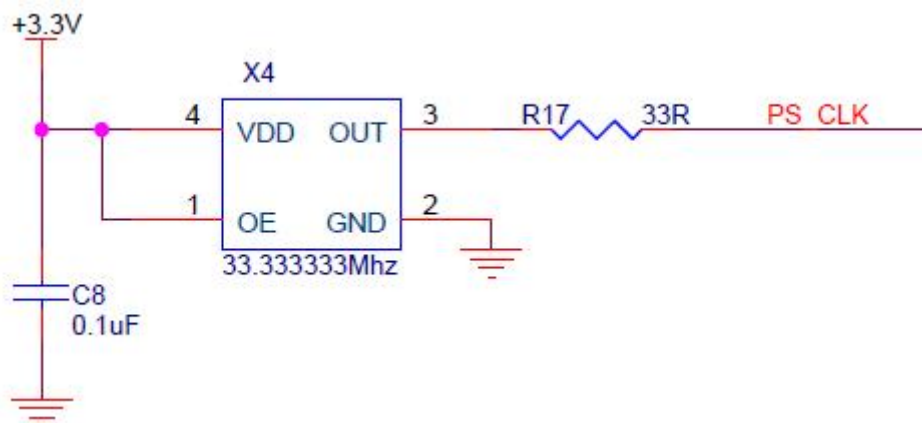 +3.3V
X4
4 VDD OUT 3 R17 33R PS_CLK
1 OE GND 2
33.333333Mhz
C8
0.1uF